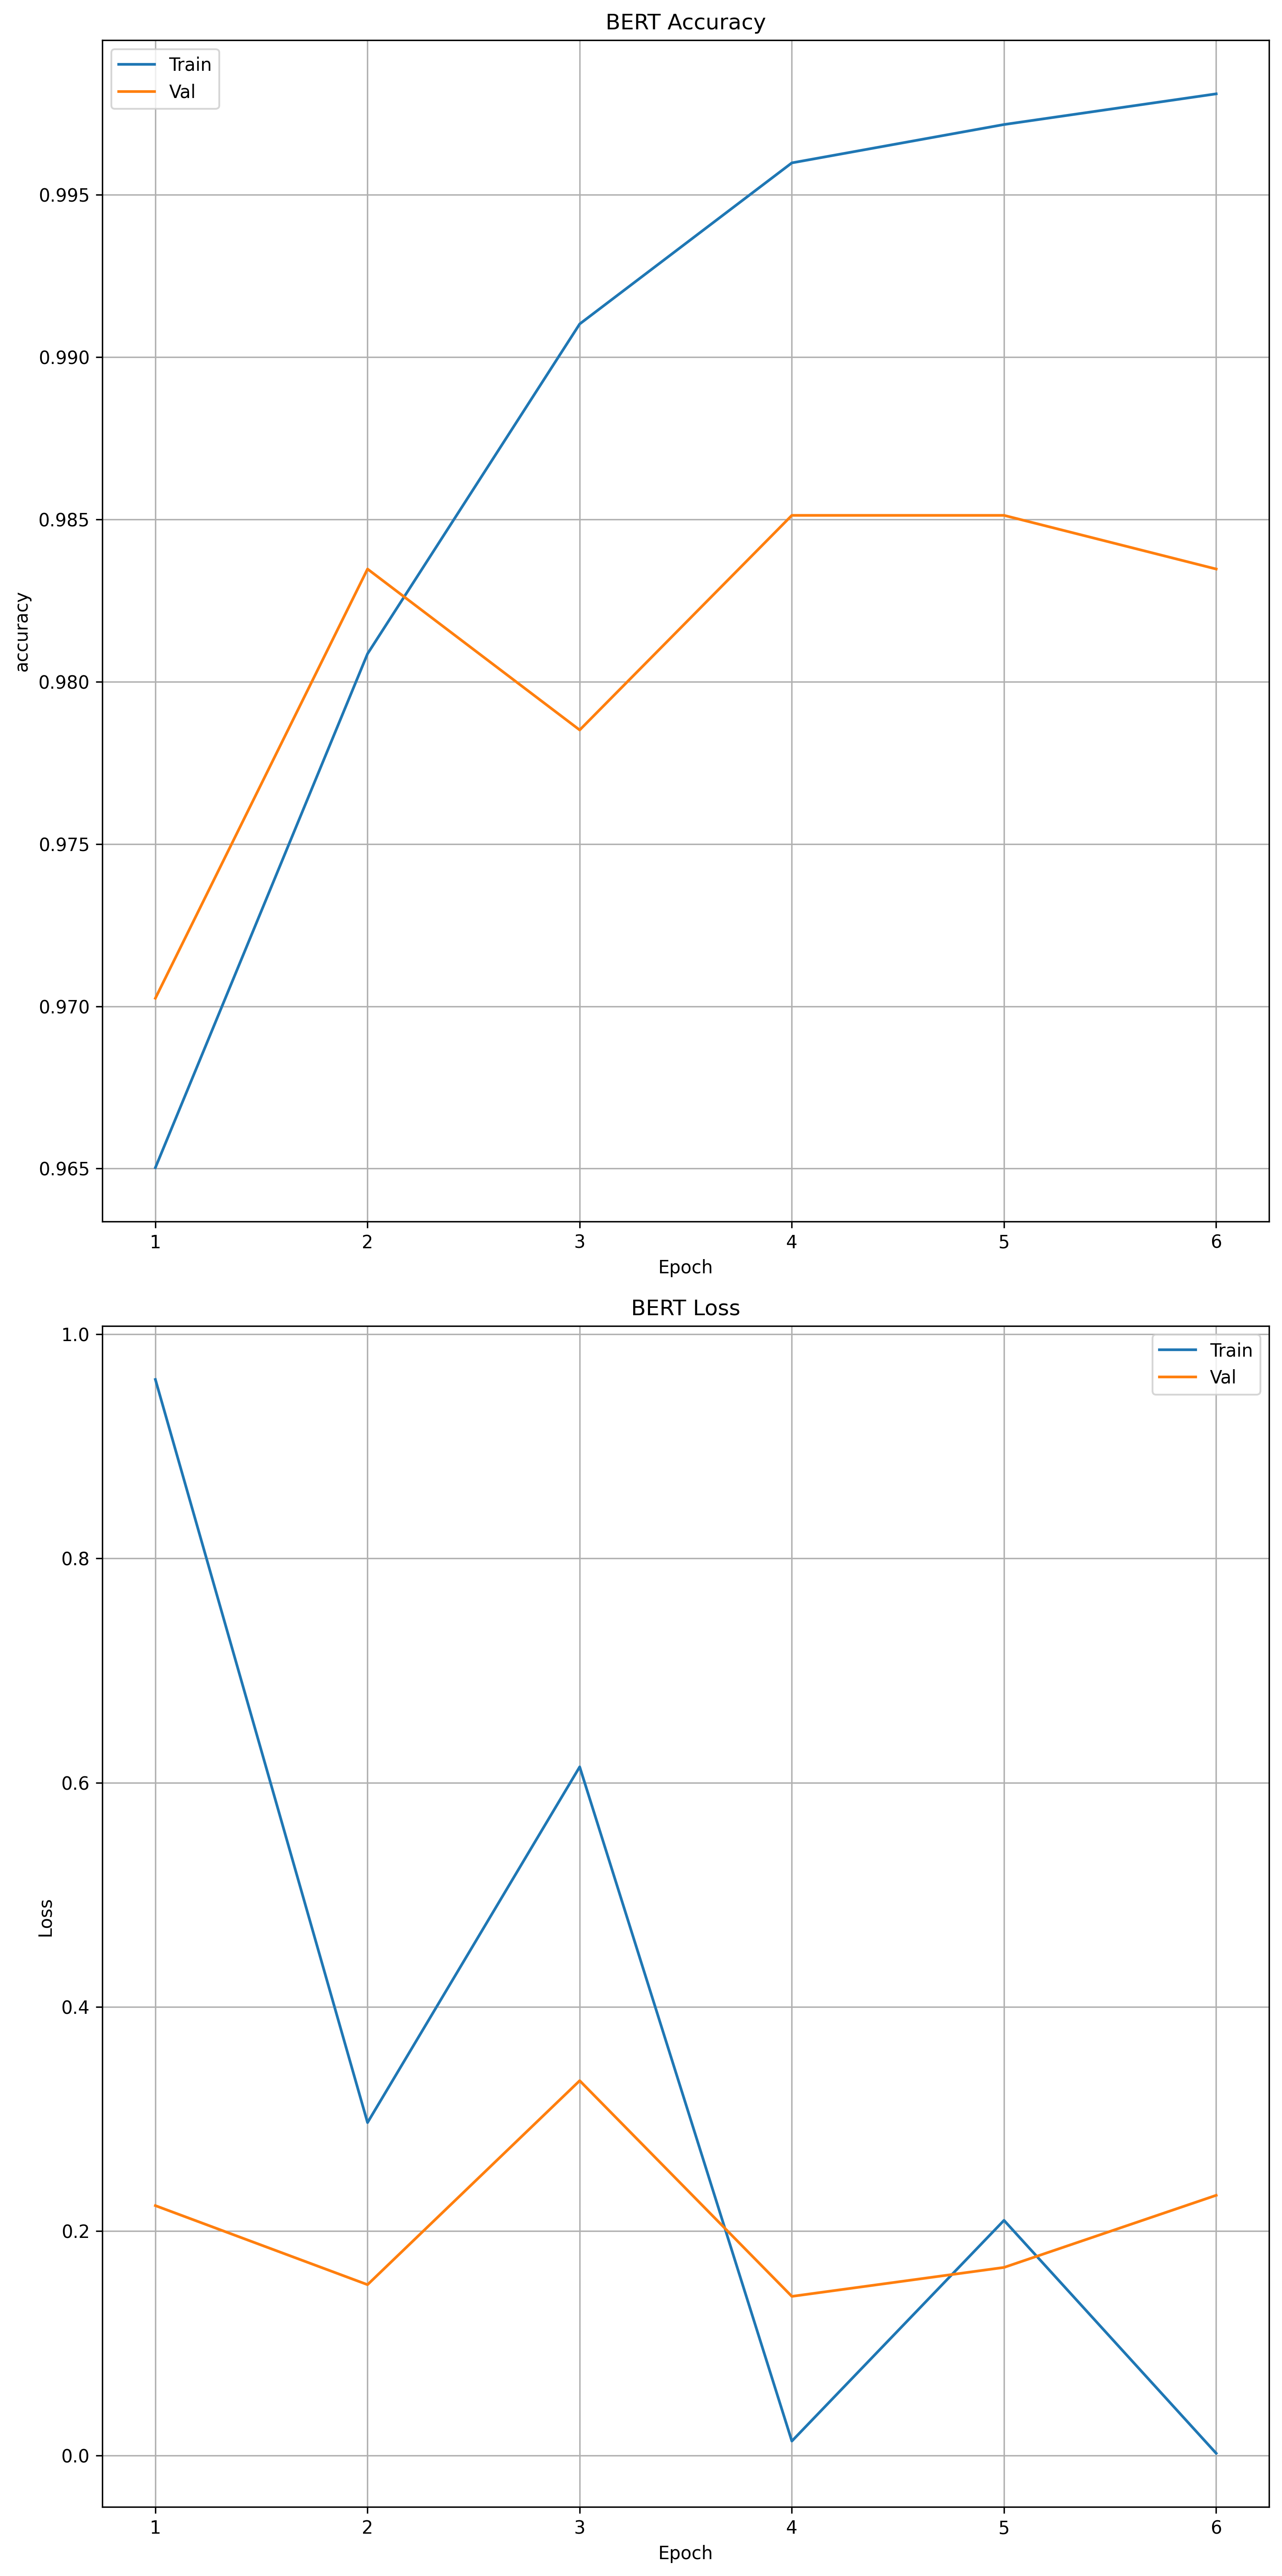 BERT Accuracy
Train
Val
0.995
0.990
0.985
0.980
0.975
0.970
0.965
accuracy
1 2 3 4 5 6
Epoch
BERT Loss
Train
Val
1.0
0.8
0.6
0.4
0.2
0.0
Loss
1 2 3 4 5 6
Epoch